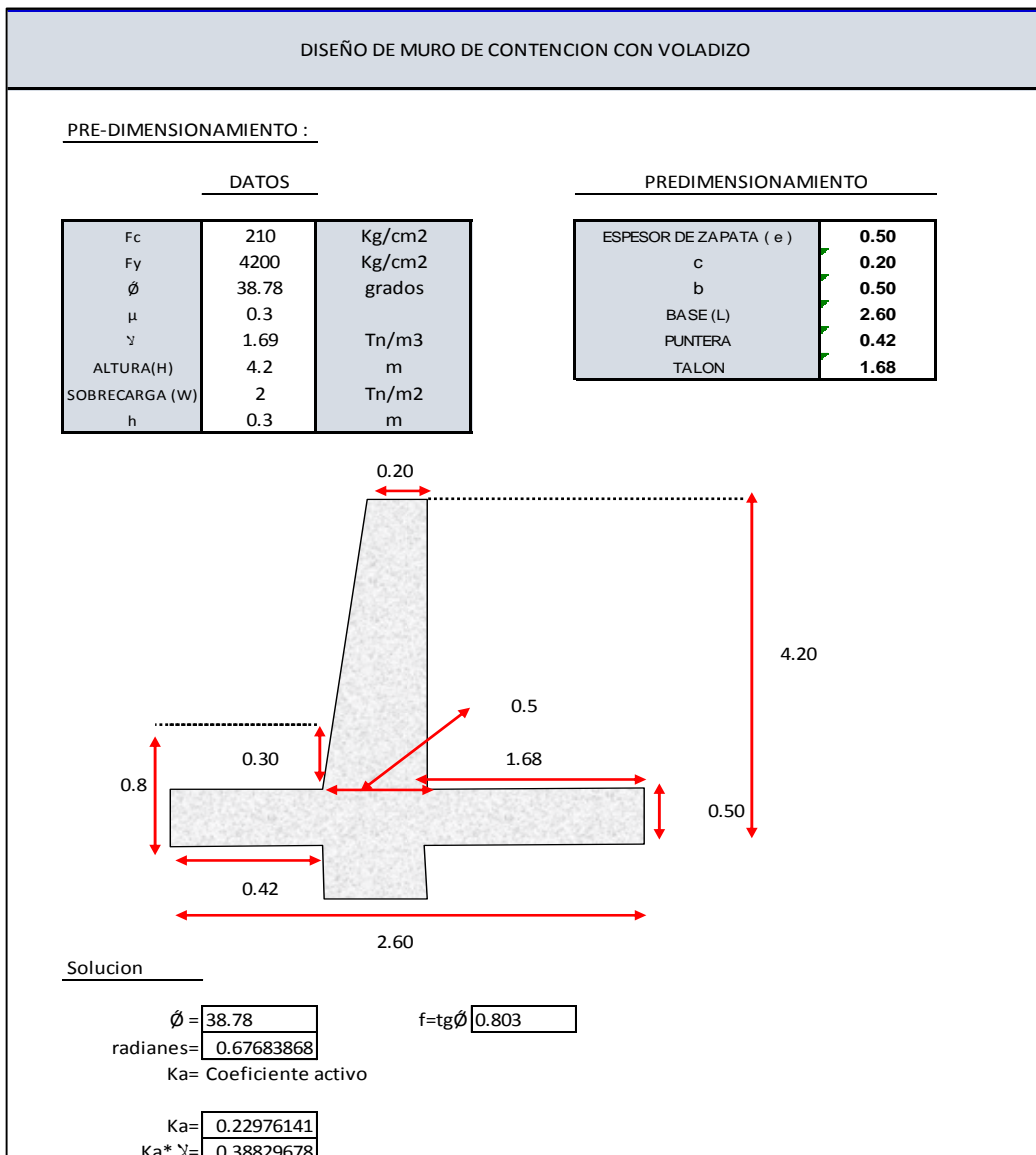 DISEÑO DE MURO DE CONTENCION CON VOLADIZO
PRE-DIMENSIONAMIENTO :
DATOS
PREDIMENSIONAMIENTO
Fc 210 Kg/cm2
Fy 4200 Kg/cm2
Ǿ 38.78 grados
µ 0.3
ﻻ 1.69 Tn/m3
ALTURA(H) 4.2 m
SOBRECARGA (W) 2 Tn/m2
h 0.3 m
ESPESOR DE ZAPATA ( e ) 0.50
c 0.20
b 0.50
BASE (L) 2.60
PUNTERA 0.42
TALON 1.68
0.20
4.20
0.5
0.30
1.68
0.8
0.50
0.42
2.60
Solucion
Ǿ = 38.78
f=tgǾ 0.803
radianes= 0.67683868
Ka= Coeficiente activo
Ka= 0.22976141
Ka* ﻻ= 0.38829678